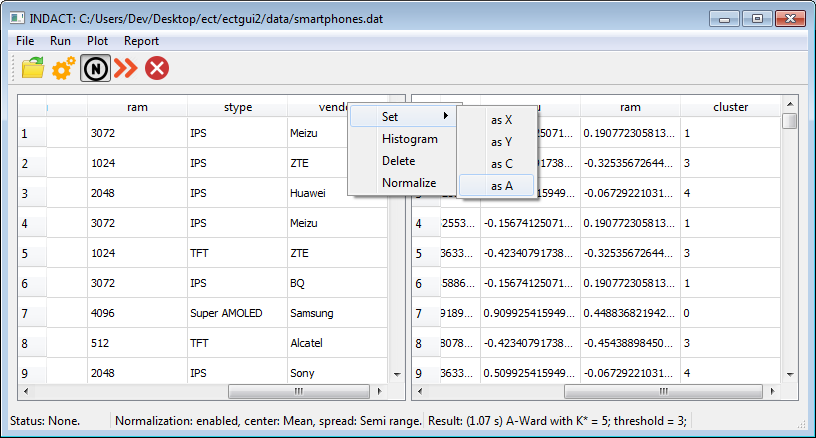 INDACT: C:/Users/Dev/Desktop/ect/ectgui2/data/smartphones.dat
File Run Plot Report
N
ram stype vend u ram cluster
Set as X
Histogram as Y
Delete as C
Normalize as A
1 3072 IPS Meizu 071... 0.190772305813... 1
2 1024 IPS ZTE 738... -0.32535672644... 3
3 2048 IPS Huawei 949... -0.06729221031... 4
4 3072 IPS Meizu 4 2553... -0.15674125071... 0.190772305813... 1
5 1024 TFT ZTE 5 3633... -0.42340791738... -0.32535672644... 3
6 3072 IPS BQ 6 5886... -0.15674125071... 0.190772305813... 1
7 4096 Super AMOLED Samsung 7 9189... 0.909925415949... 0.448836821942... 0
8 512 TFT Alcatel 8 8078... -0.42340791738... -0.45438898450... 3
9 2048 IPS Sony 9 3633... 0.509925415949... -0.06729221031... 4
Status: None. Normalization: enabled, center: Mean, spread: Semi range. Result: (1.07 s) A-Ward with K* = 5; threshold = 3;